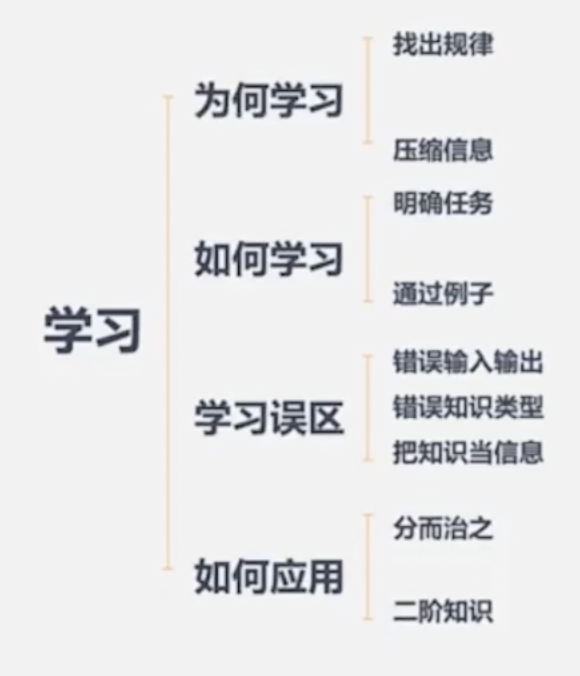 学习
为何学习
找出规律
压缩信息
如何学习
明确任务
通过例子
学习误区
错误输入输出
错误知识类型
把知识当信息
如何应用
分而治之
二阶知识